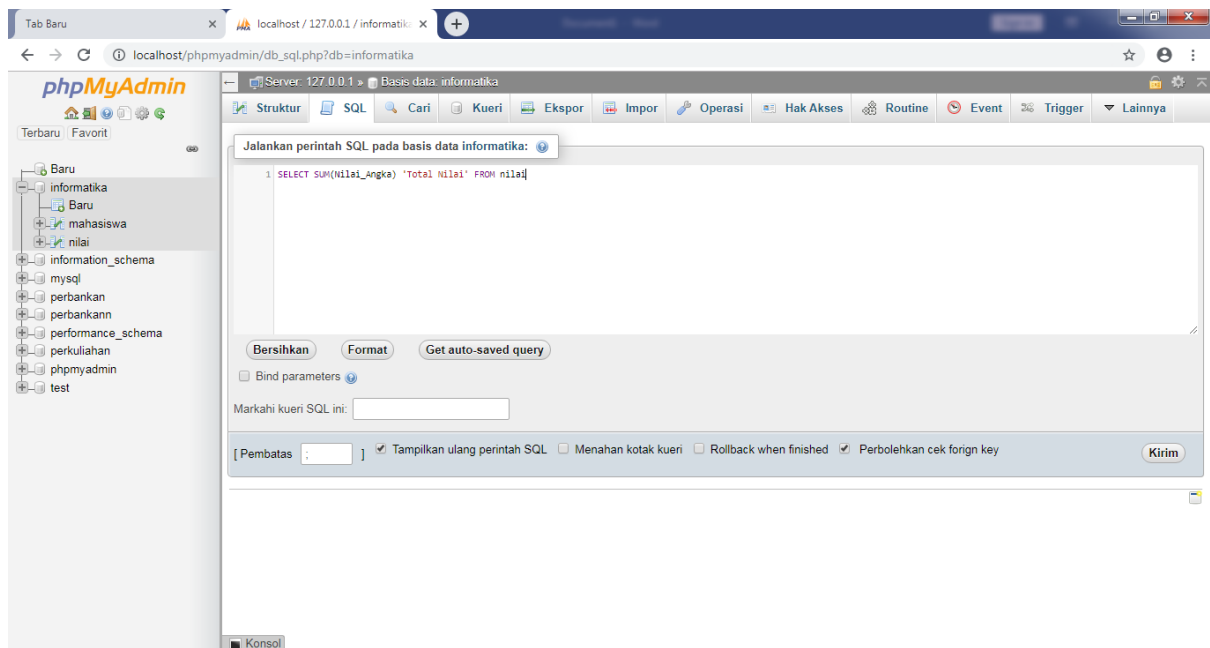 Tab Baru
localhost / 127.0.0.1 / informatik
localhost/phpmyadmin/db_sql.php?db=informatika
phpMyAdmin
Terbaru Favorit
Baru
informatika
Baru
mahasiswa
nilai
information_schema
mysql
perbankan
perbankann
performance_schema
perkuliahan
phpmyadmin
test
Server: 127.0.0.1 » Basis data: informatika
Struktur SQL Cari Kueri Ekspor Impor Operasi Hak Akses Routine Event Trigger Lainnya
Jalankan perintah SQL pada basis data informatika:
1 SELECT SUM(Nilai_Angka) 'Total Nilai' FROM nilai
Bersihkan Format Get auto-saved query
Bind parameters
Markahi kueri SQL ini:
[ Pembatas ; ] Tampilkan ulang perintah SQL Menahan kotak kueri Rollback when finished Perbolehkan cek forign key Kirim
Konsol